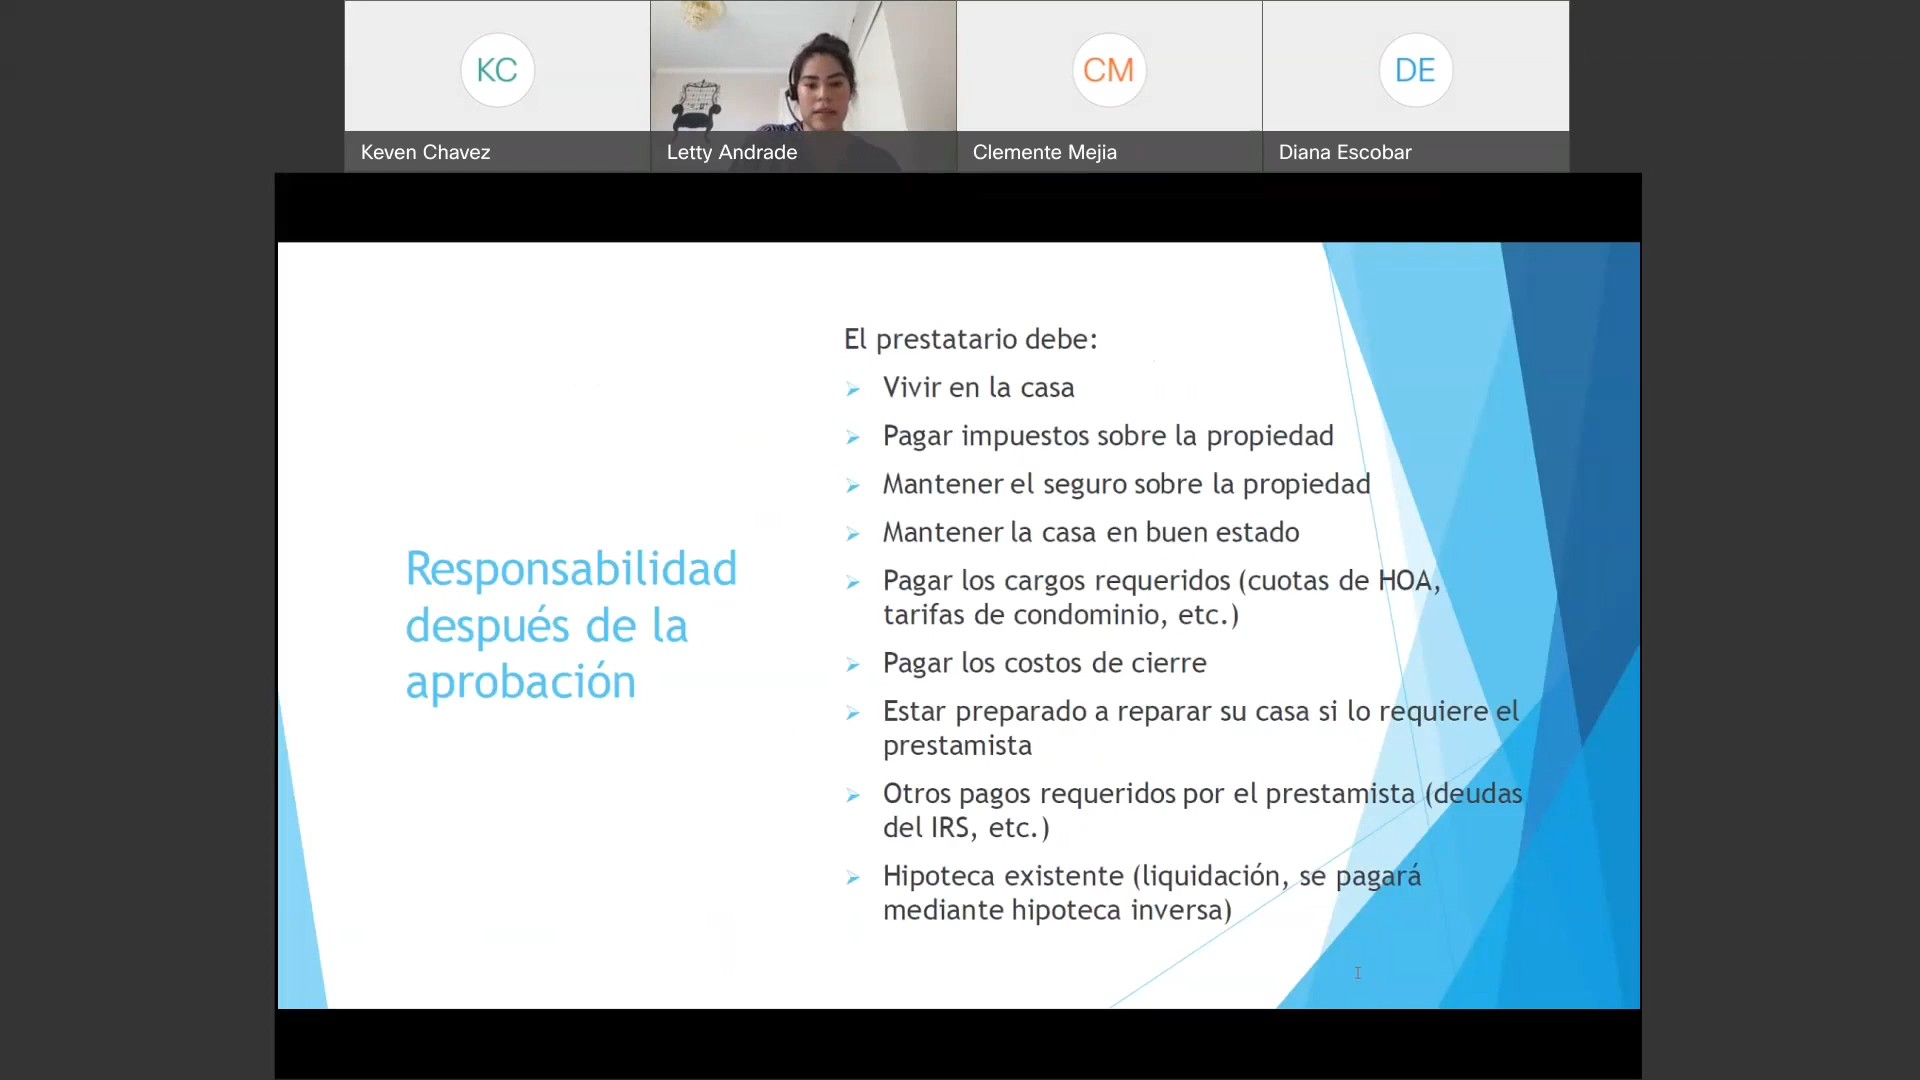 KC
CM
DE
Keven Chavez
Letty Andrade
Clemente Mejia
Diana Escobar
Responsabilidad
después de la
aprobación
El prestatario debe:
Vivir en la casa
Pagar impuestos sobre la propiedad
Mantener el seguro sobre la propiedad
Mantener la casa en buen estado
Pagar los cargos requeridos (cuotas de HOA,
tarifas de condominio, etc.)
Pagar los costos de cierre
Estar preparado a reparar su casa si lo requiere el
prestamista
Otros pagos requeridos por el prestamista (deudas
del IRS, etc.)
Hipoteca existente (liquidación, se pagará
mediante hipoteca inversa)